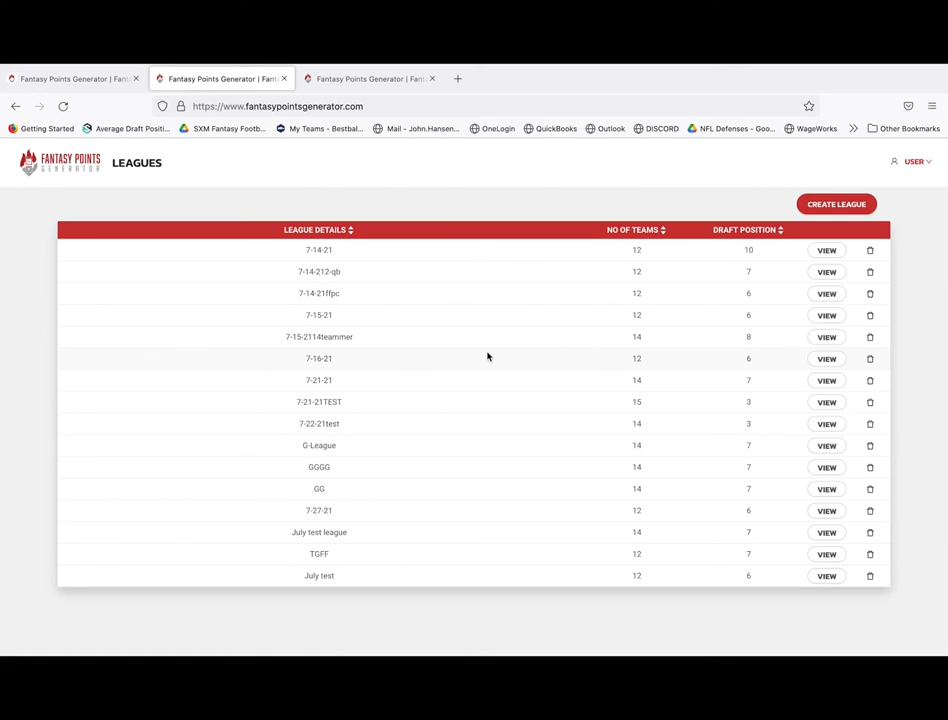 Fantasy Points Generator | Fant
Fantasy Points Generator | Fant
Fantasy Points Generator | Fant
https://www.fantasypointsgenerator.com
Getting Started
Average Draft Positi...
SXM Fantasy Footb...
My Teams - Bestbal...
Mail - John.Hansen...
OneLogin
QuickBooks
Outlook
DISCORD
NFL Defenses - Goo...
WageWorks
Other Bookmarks
FANTASY POINTS
GENERATOR
LEAGUES
USER
CREATE LEAGUE
LEAGUE DETAILS NO OF TEAMS DRAFT POSITION
7-14-21 12 10 VIEW
7-14-212-qb 12 7 VIEW
7-14-21ffpc 12 6 VIEW
7-15-21 12 6 VIEW
7-15-2114teammer 14 8 VIEW
7-16-21 12 6 VIEW
7-21-21 14 7 VIEW
7-21-21TEST 15 3 VIEW
7-22-21test 14 3 VIEW
G-League 14 7 VIEW
GGGG 14 7 VIEW
GG 14 7 VIEW
7-27-21 12 6 VIEW
July test league 14 7 VIEW
TGFF 12 7 VIEW
July test 12 6 VIEW